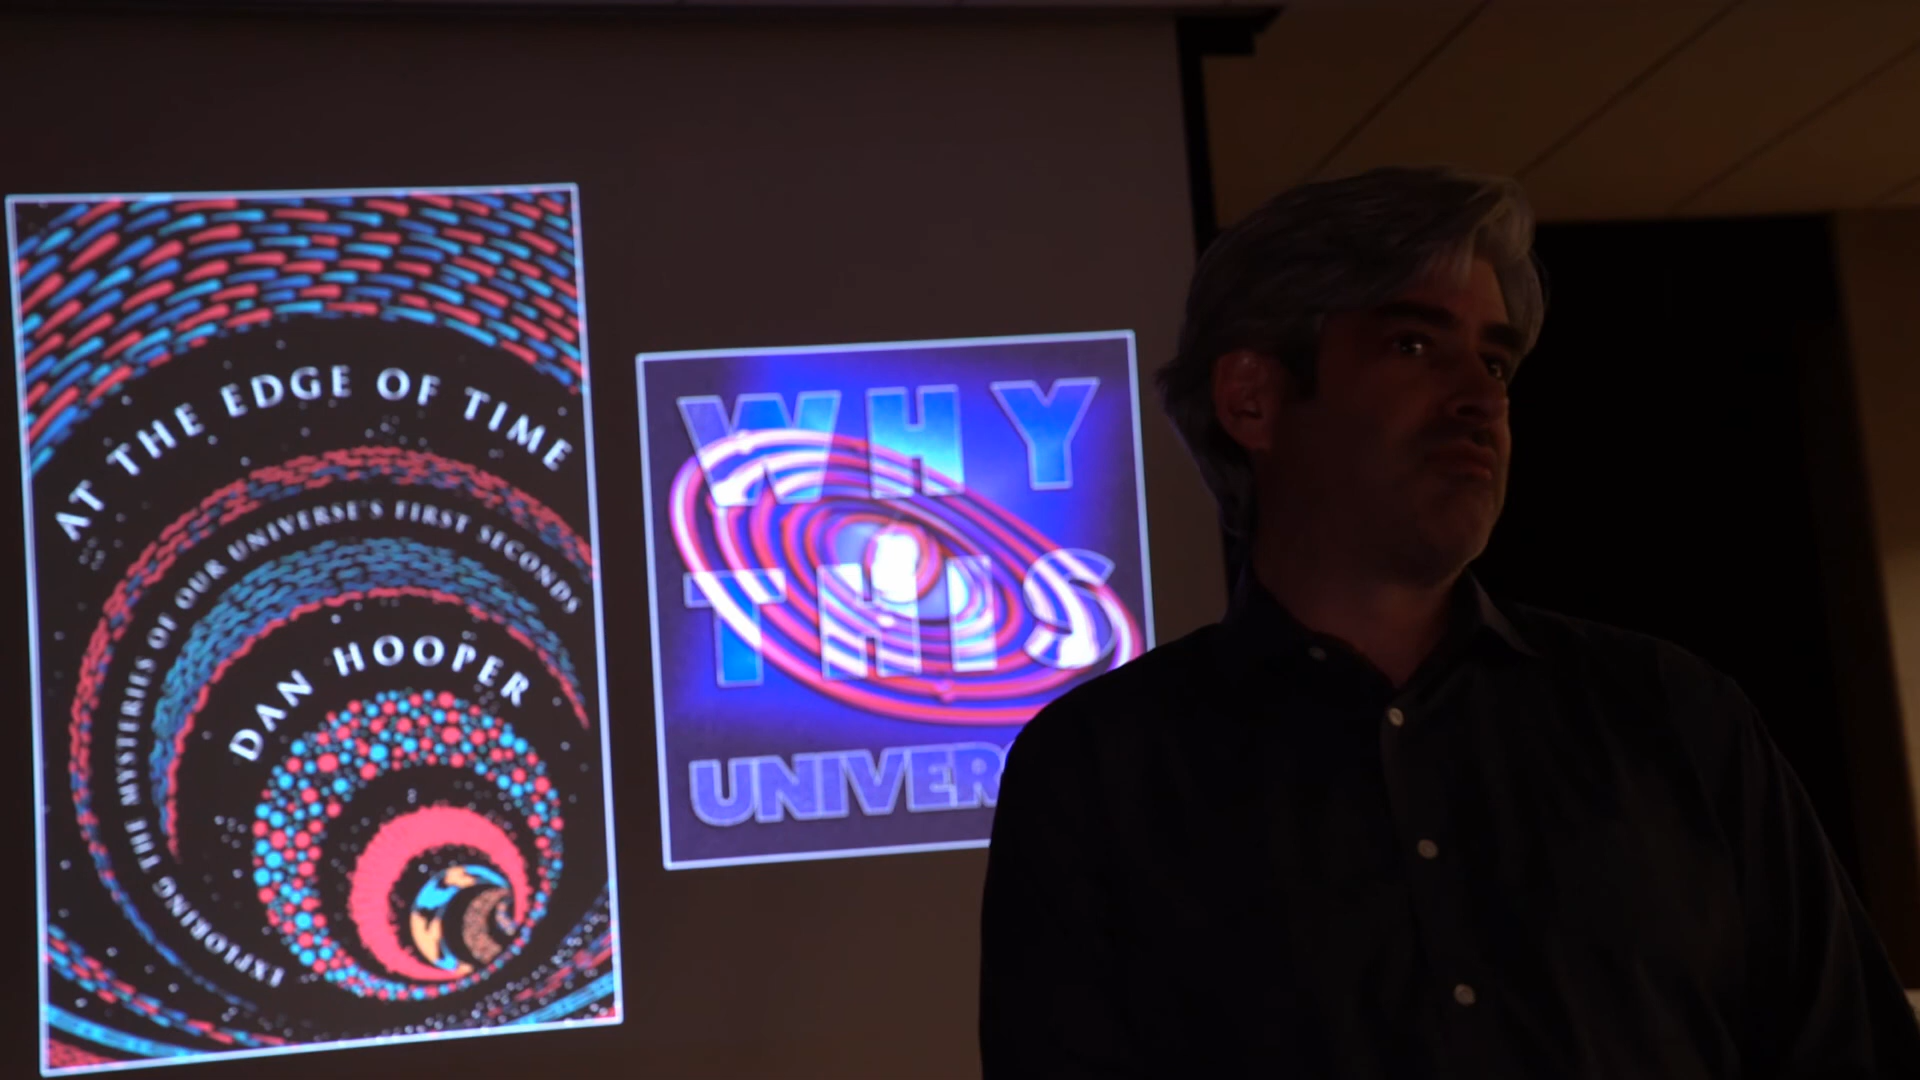 AT THE EDGE OF TIME
EXPLORING THE MYSTERIES OF OUR UNIVERSE'S FIRST SECONDS
DAN HOOPER
WHY
THIS
UNIVER